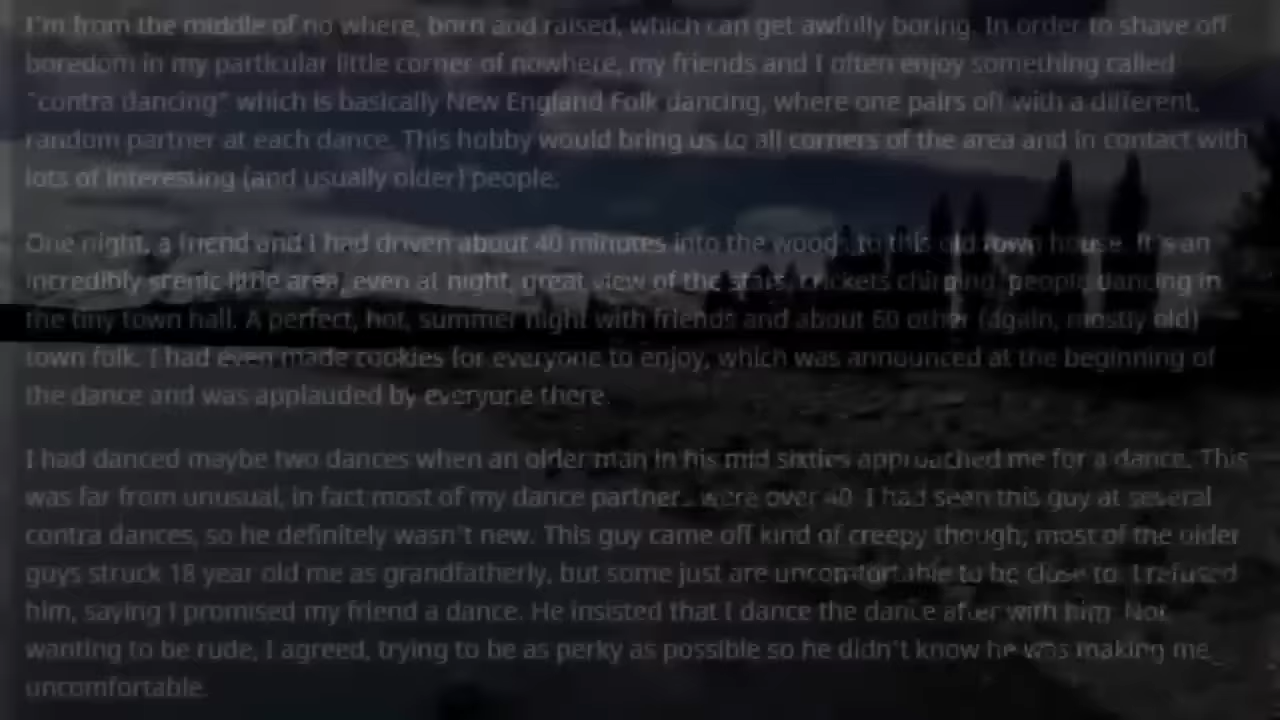 I'm from the middle of no where, born and raised, which can get awfully boring. In order to shave off
boredom in my particular little corner of nowhere, my friends and I often enjoy something called
"contra dancing" which is basically New England Folk dancing, where one pairs off with a different,
random partner at each dance. This hobby would bring us to all corners of the area and in contact with
lots of interesting (and usually older) people.
One night, a friend and I had driven about 40 minutes into the woods to this old town house. It's an
incredibly scenic little area, even at night, great view of the stars, crickets chirping, people dancing in
the tiny town hall. A perfect, hot, summer night with friends and about 60 other (again, mostly old)
town folk. I had even made cookies for everyone to enjoy, which was announced at the beginning of
the dance and was applauded by everyone there.
I had danced maybe two dances when an older man in his mid sixties approached me for a dance. This
was far from unusual, in fact most of my dance partners were over 40. I had seen this guy at several
contra dances, so he definitely wasn't new. This guy came off kind of creepy though, most of the older
guys struck 18 year old me as grandfatherly, but some just are uncomfortable to be close to. I refused
him, saying I promised my friend a dance. He insisted that I dance the dance after with him. Not
wanting to be rude, I agreed, trying to be as perky as possible so he didn't know he was making me
uncomfortable.